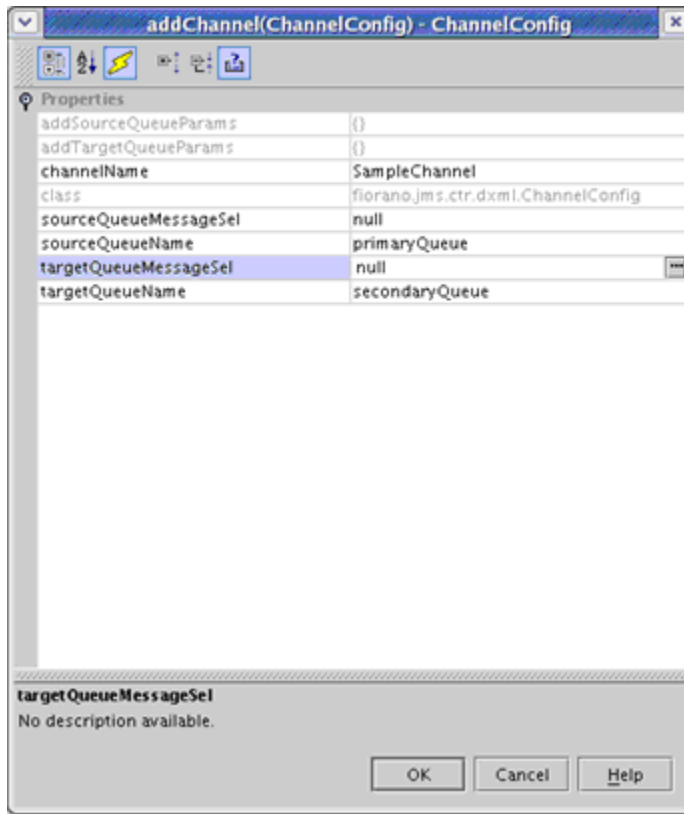 addChannel(ChannelConfig) - ChannelConfig
Properties
addSourceQueueParams {}
addTargetQueueParams {}
channelName SampleChannel
class fiorano.jms.ctr.dxml.ChannelConfig
sourceQueueMessageSel null
sourceQueueName primaryQueue
targetQueueMessageSel null
targetQueueName secondaryQueue
targetQueueMessageSel
No description available.
OK Cancel Help